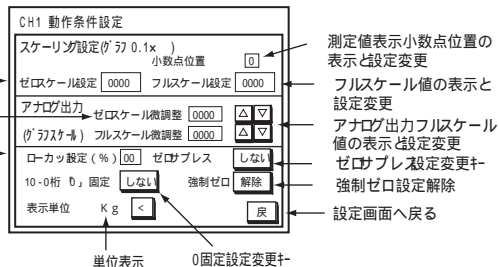 CH1 動作条件設定
スケーリング設定(グラフ 0.1× )
小数点位置 0
ゼロスケール設定 0000 フルスケール設定 0000
アナログ出力
ゼロスケール微調整 0000 △ ▽
(グラフスケール) フルスケール微調整 0000 △ ▽
ローカット設定(%) 00 ゼロサプレス しない
10-0桁「0」固定 しない 強制ゼロ 解除
表示単位 Kg < 戻
測定値表示小数点位置の
表示と設定変更
フルスケール値の表示と
設定変更
アナログ出力フルスケール
値の表示と設定変更
ゼロサプレス設定変更キー
強制ゼロ設定解除
設定画面へ戻る
単位表示
0固定設定変更キー